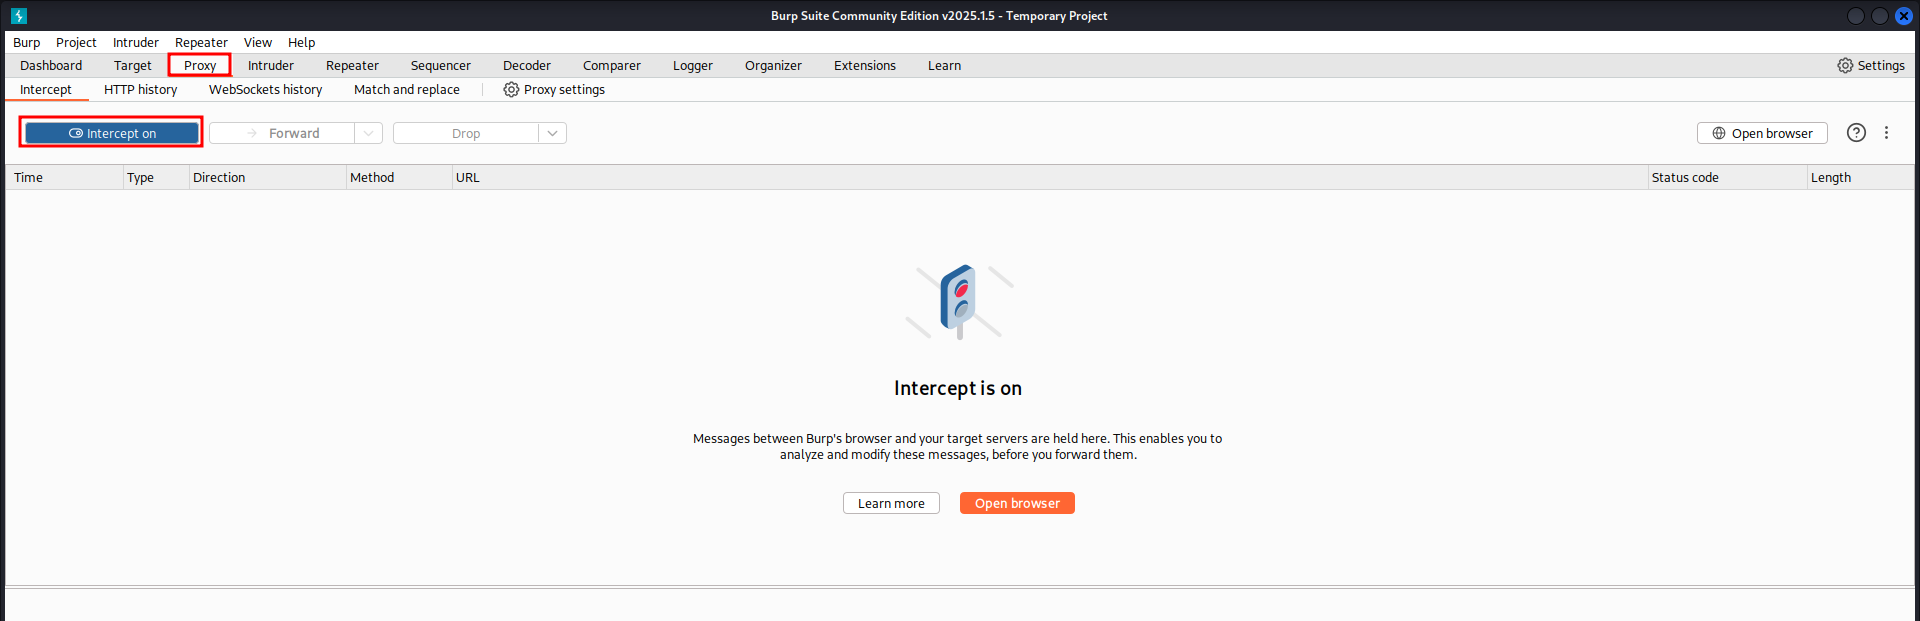 Burp Suite Community Edition v2025.1.5 - Temporary Project
Burp Project Intruder Repeater View Help
Dashboard Target Proxy Intruder Repeater Sequencer Decoder Comparer Logger Organizer Extensions Learn Settings
Intercept HTTP history WebSockets history Match and replace Proxy settings
Intercept on Forward Drop Open browser
Time Type Direction Method URL Status code Length
Intercept is on
Messages between Burp's browser and your target servers are held here. This enables you to
analyze and modify these messages, before you forward them.
Learn more Open browser